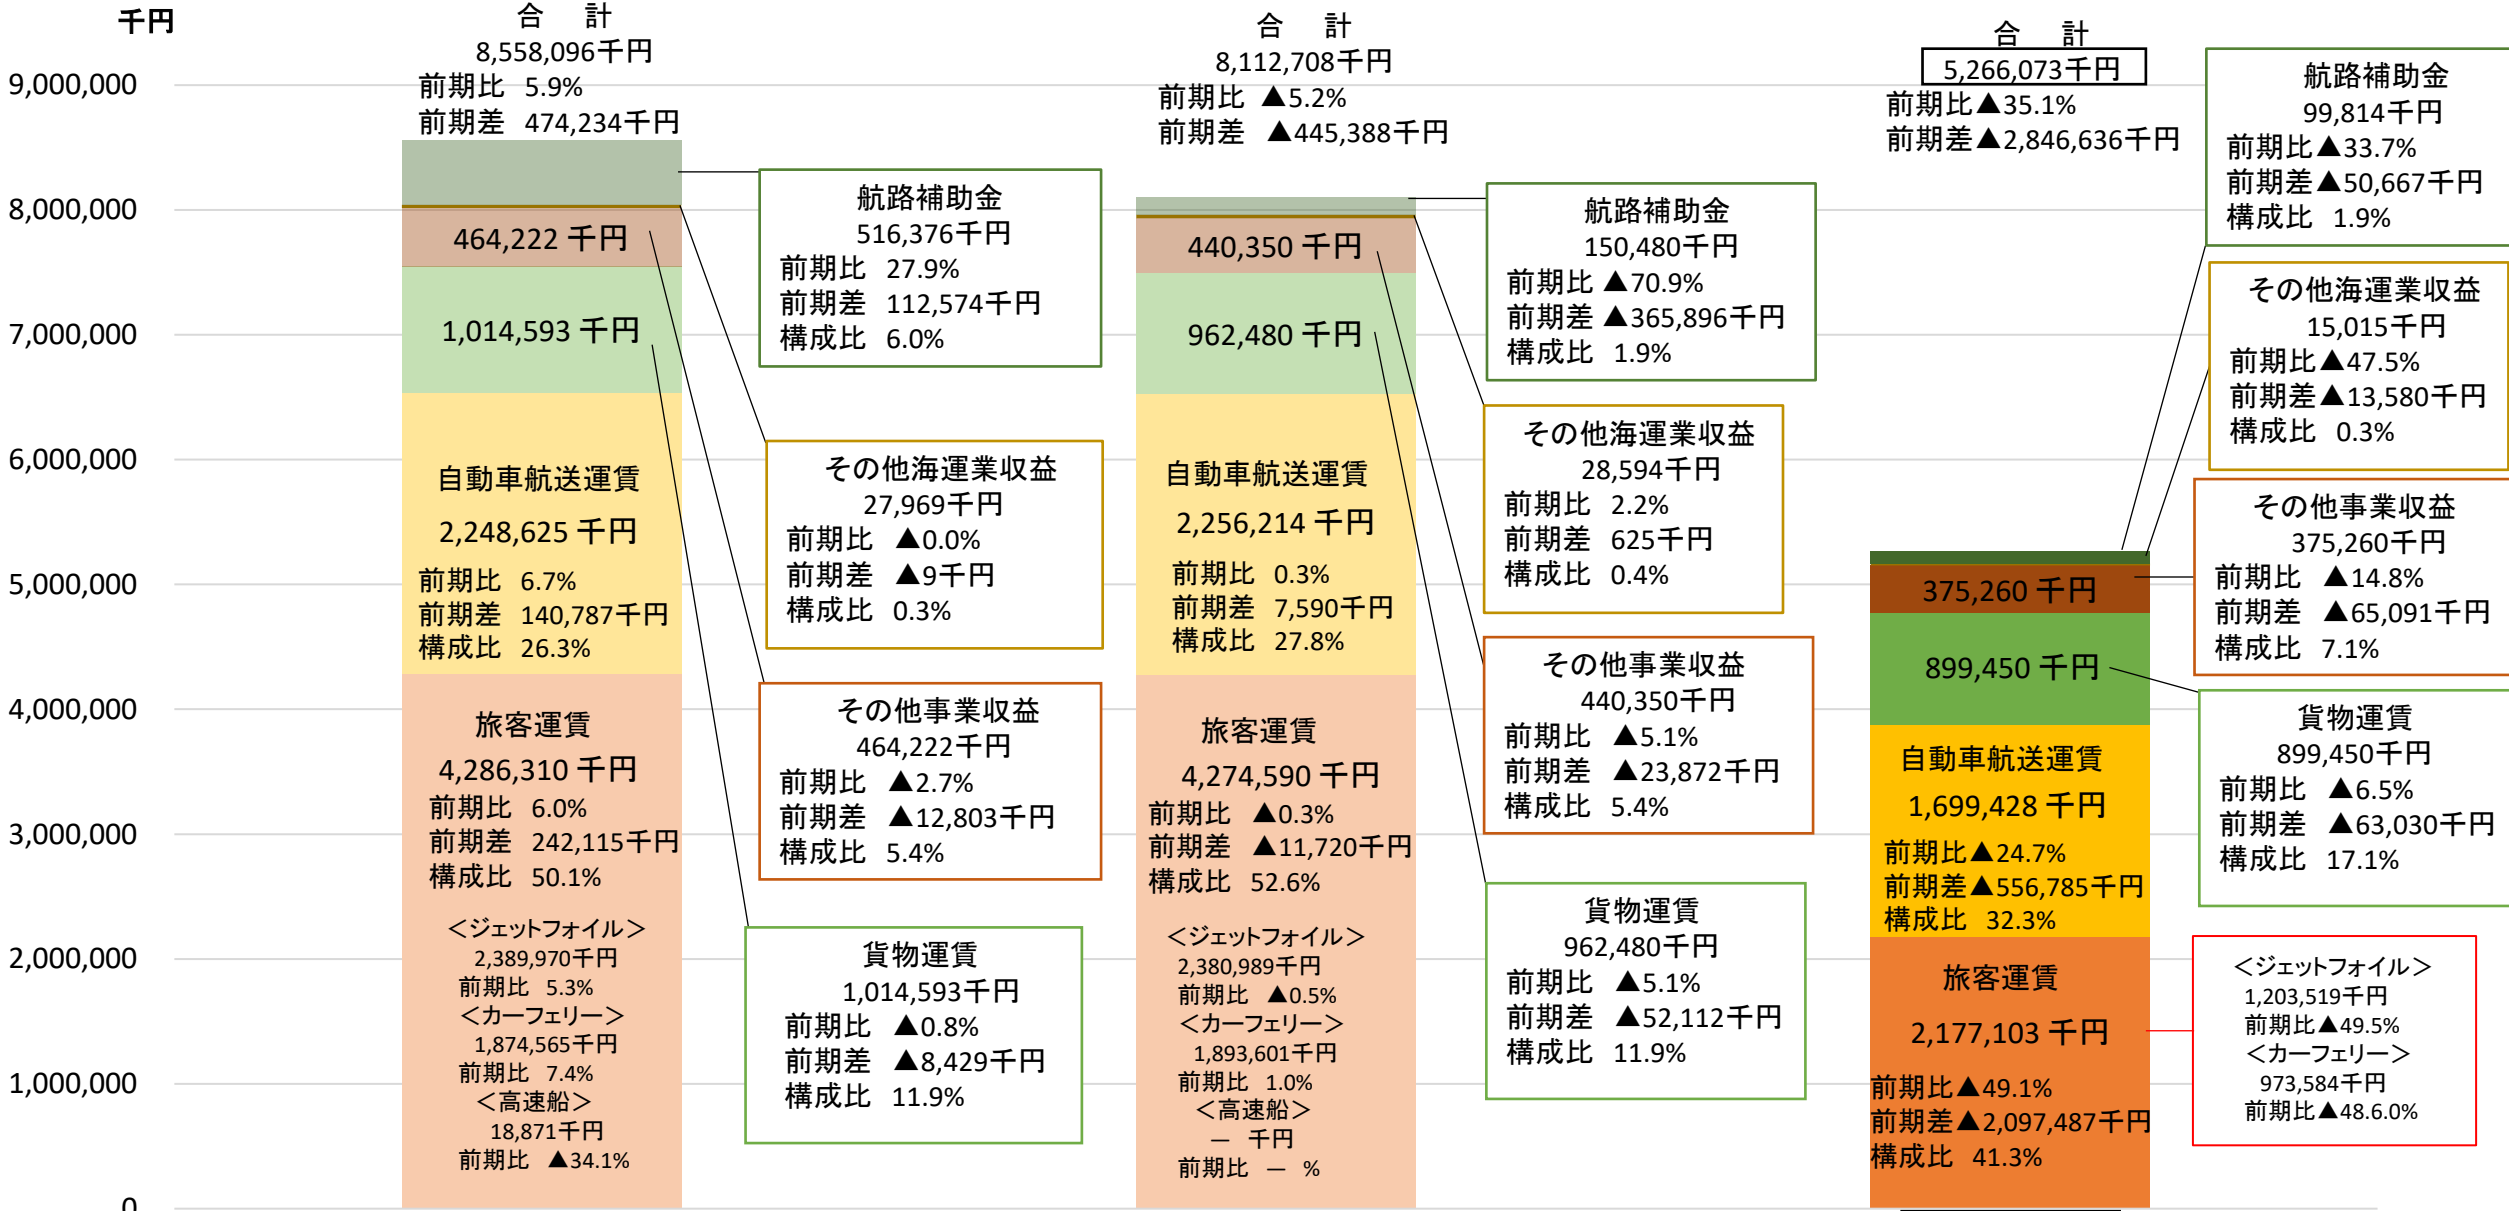 千円
9,000,000
8,000,000
7,000,000
6,000,000
5,000,000
4,000,000
3,000,000
2,000,000
1,000,000
0
合 計
8,558,096千円
前期比 5.9%
前期差 474,234千円
464,222 千円
1,014,593 千円
自動車航送運賃
2,248,625 千円
前期比 6.7%
前期差 140,787千円
構成比 26.3%
旅客運賃
4,286,310 千円
前期比 6.0%
前期差 242,115千円
構成比 50.1%
＜ジェットフォイル＞
2,389,970千円
前期比 5.3%
＜カーフェリー＞
1,874,565千円
前期比 7.4%
＜高速船＞
18,871千円
前期比 ▲34.1%
航路補助金
516,376千円
前期比 27.9%
前期差 112,574千円
構成比 6.0%
その他海運業収益
27,969千円
前期比 ▲0.0%
前期差 ▲9千円
構成比 0.3%
その他事業収益
464,222千円
前期比 ▲2.7%
前期差 ▲12,803千円
構成比 5.4%
貨物運賃
1,014,593千円
前期比 ▲0.8%
前期差 ▲8,429千円
構成比 11.9%
合 計
8,112,708千円
前期比 ▲5.2%
前期差 ▲445,388千円
440,350 千円
962,480 千円
自動車航送運賃
2,256,214 千円
前期比 0.3%
前期差 7,590千円
構成比 27.8%
旅客運賃
4,274,590 千円
前期比 ▲0.3%
前期差 ▲11,720千円
構成比 52.6%
＜ジェットフォイル＞
2,380,989千円
前期比 ▲0.5%
＜カーフェリー＞
1,893,601千円
前期比 1.0%
＜高速船＞
― 千円
前期比 ― %
航路補助金
150,480千円
前期比 ▲70.9%
前期差 ▲365,896千円
構成比 1.9%
その他海運業収益
28,594千円
前期比 2.2%
前期差 625千円
構成比 0.4%
その他事業収益
440,350千円
前期比 ▲5.1%
前期差 ▲23,872千円
構成比 5.4%
貨物運賃
962,480千円
前期比 ▲5.1%
前期差 ▲52,112千円
構成比 11.9%
合 計
5,266,073千円
前期比▲35.1%
前期差▲2,846,636千円
375,260 千円
899,450 千円
自動車航送運賃
1,699,428 千円
前期比▲24.7%
前期差▲556,785千円
構成比 32.3%
旅客運賃
2,177,103 千円
前期比▲49.1%
前期差▲2,097,487千円
構成比 41.3%
航路補助金
99,814千円
前期比▲33.7%
前期差▲50,667千円
構成比 1.9%
その他海運業収益
15,015千円
前期比▲47.5%
前期差▲13,580千円
構成比 0.3%
その他事業収益
375,260千円
前期比 ▲14.8%
前期差 ▲65,091千円
構成比 7.1%
貨物運賃
899,450千円
前期比 ▲6.5%
前期差 ▲63,030千円
構成比 17.1%
＜ジェットフォイル＞
1,203,519千円
前期比▲49.5%
＜カーフェリー＞
973,584千円
前期比▲48.6.0%